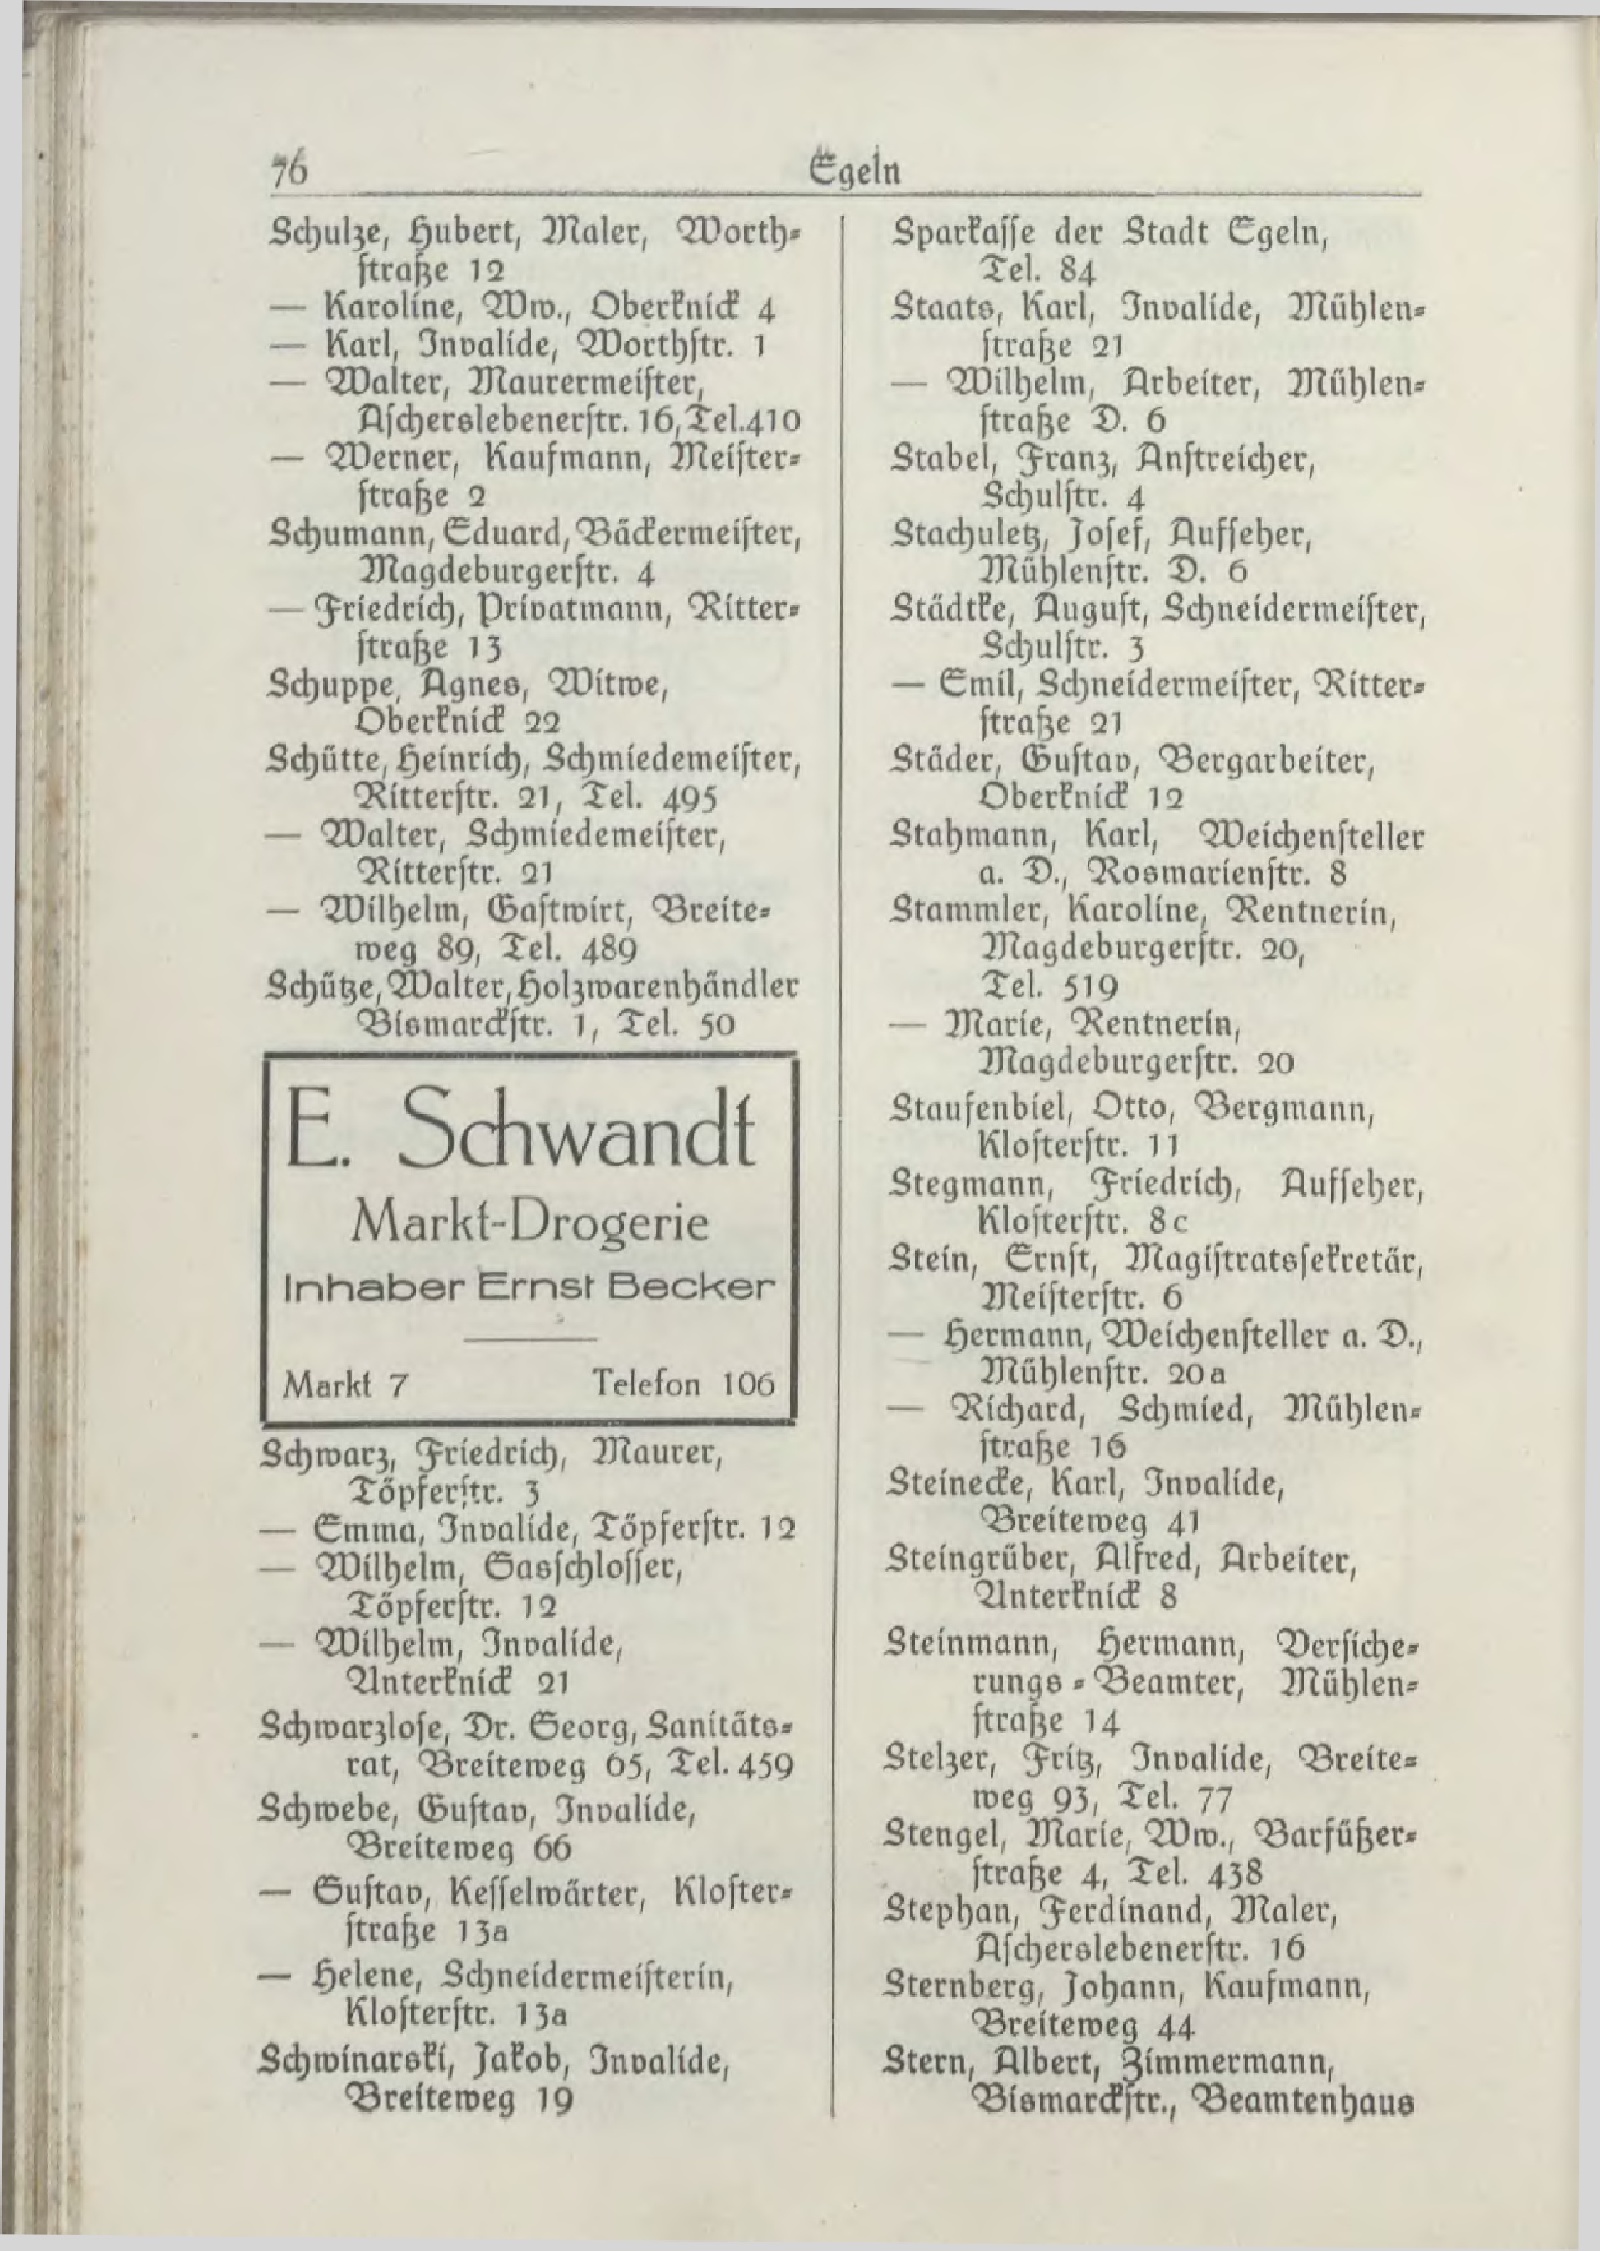 76
Egeln
Schulze, Hubert, Maler, Worth-
straße 12
— Karoline, Ww., Oberknick 4
— Karl, Invalide, Worthstr. 1
— Walter, Maurermeister,
Ascherslebenerstr. 16, Tel.410
— Werner, Kaufmann, Meister-
straße 2
Schumann, Eduard, Bäckermeister,
Magdeburgerstr. 4
— Friedrich, Privatmann, Ritter-
straße 13
Schuppe, Agnes, Witwe,
Oberknick 22
Schütte, Heinrich, Schmiedemeister,
Ritterstr. 21, Tel. 495
— Walter, Schmiedemeister,
Ritterstr. 21
— Wilhelm, Gastwirt, Breite-
weg 89, Tel. 489
Schütze, Walter, Holzwarenhändler
Bismarckstr. 1, Tel. 50
E. Schwandt
Markt-Drogerie
Inhaber Ernst Becker
Markt 7 Telefon 106
Schwarz, Friedrich, Maurer,
Töpferstr. 3
— Emma, Invalide, Töpferstr. 12
— Wilhelm, Gasschlosser,
Töpferstr. 12
— Wilhelm, Invalide,
Unterknick 21
Schwarzlose, Dr. Georg, Sanitäts-
rat, Breiteweg 65, Tel. 459
Schwebe, Gustav, Invalide,
Breiteweg 66
— Gustav, Kesselwärter, Kloster-
straße 13a
— Helene, Schneidermeisterin,
Klosterstr. 13a
Schwinarski, Jakob, Invalide,
Breiteweg 19
Sparkasse der Stadt Egeln,
Tel. 84
Staats, Karl, Invalide, Mühlen-
straße 21
— Wilhelm, Arbeiter, Mühlen-
straße D. 6
Stabel, Franz, Anstreicher,
Schulstr. 4
Stachuletz, Josef, Aufseher,
Mühlenstr. D. 6
Städtke, August, Schneidermeister,
Schulstr. 3
— Emil, Schneidermeister, Ritter-
straße 21
Städer, Gustav, Bergarbeiter,
Oberknick 12
Stahmann, Karl, Weichensteller
a. D., Rosmarienstr. 8
Stammler, Karoline, Rentnerin,
Magdeburgerstr. 20,
Tel. 519
— Marie, Rentnerin,
Magdeburgerstr. 20
Staufenbiel, Otto, Bergmann,
Klosterstr. 11
Stegmann, Friedrich, Aufseher,
Klosterstr. 8c
Stein, Ernst, Magistratssekretär,
Meisterstr. 6
— Hermann, Weichensteller a. D.,
Mühlenstr. 20a
— Richard, Schmied, Mühlen-
straße 16
Steinecke, Karl, Invalide,
Breiteweg 41
Steingrüber, Alfred, Arbeiter,
Unterknick 8
Steinmann, Hermann, Versiche-
rungs-Beamter, Mühlen-
straße 14
Stelzer, Fritz, Invalide, Breite-
weg 93, Tel. 77
Stengel, Marie, Ww., Barfüßer-
straße 4, Tel. 438
Stephan, Ferdinand, Maler,
Ascherslebenerstr. 16
Sternberg, Johann, Kaufmann,
Breiteweg 44
Stern, Albert, Zimmermann,
Bismarckstr., Beamtenhaus